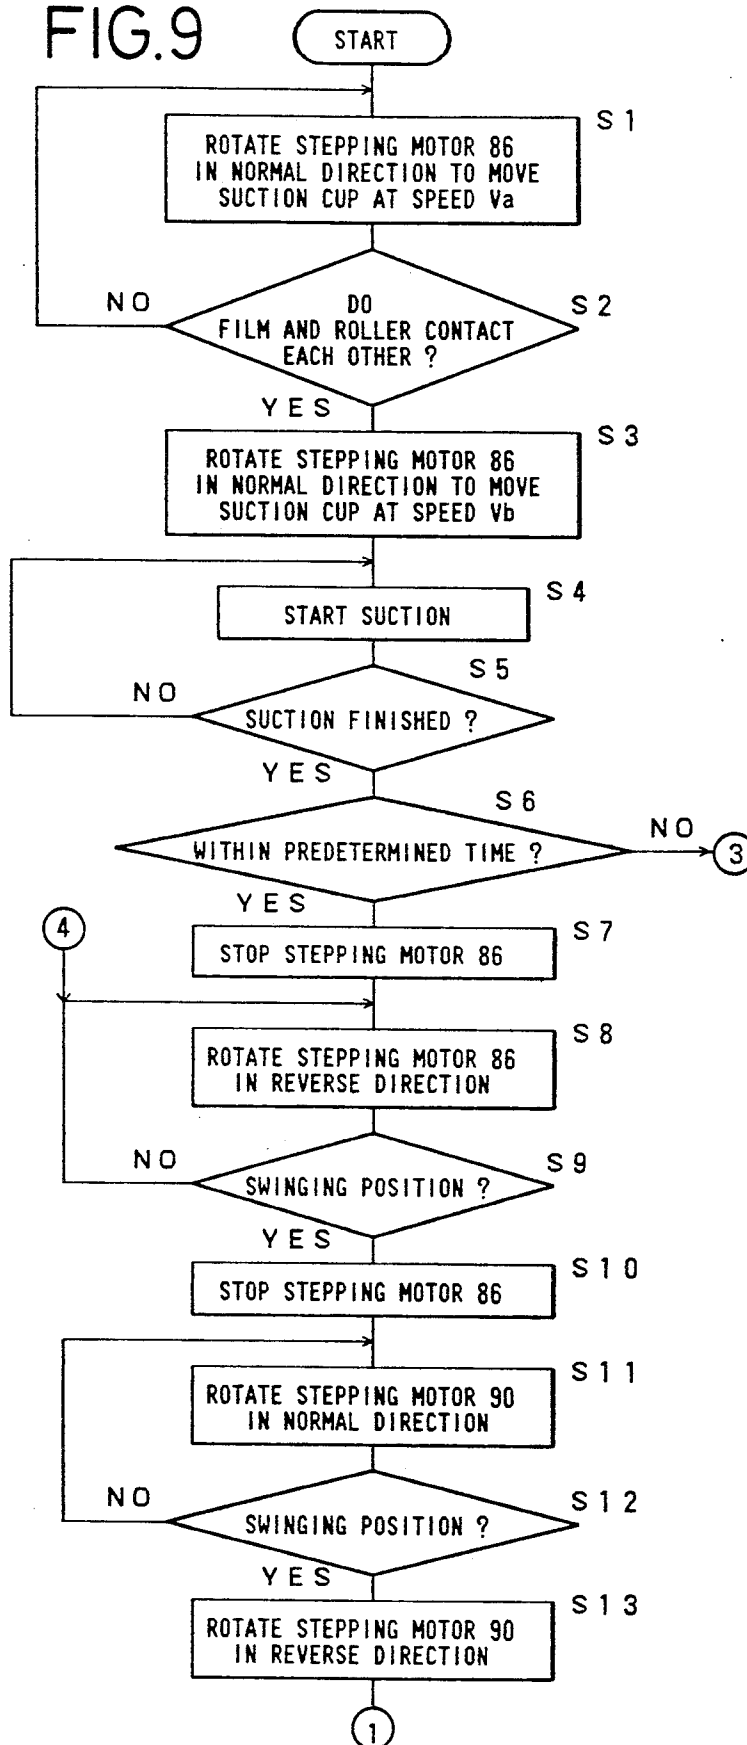 FIG.9
START
S1
ROTATE STEPPING MOTOR 86
IN NORMAL DIRECTION TO MOVE
SUCTION CUP AT SPEED Va
NO
S2
DO
FILM AND ROLLER CONTACT
EACH OTHER ?
YES
S3
ROTATE STEPPING MOTOR 86
IN NORMAL DIRECTION TO MOVE
SUCTION CUP AT SPEED Vb
S4
START SUCTION
S5
NO
SUCTION FINISHED ?
YES
S6
NO
WITHIN PREDETERMINED TIME ?
3
YES
4
S7
STOP STEPPING MOTOR 86
S8
ROTATE STEPPING MOTOR 86
IN REVERSE DIRECTION
NO
S9
SWINGING POSITION ?
YES
S10
STOP STEPPING MOTOR 86
S11
ROTATE STEPPING MOTOR 90
IN NORMAL DIRECTION
NO
S12
SWINGING POSITION ?
YES
S13
ROTATE STEPPING MOTOR 90
IN REVERSE DIRECTION
1